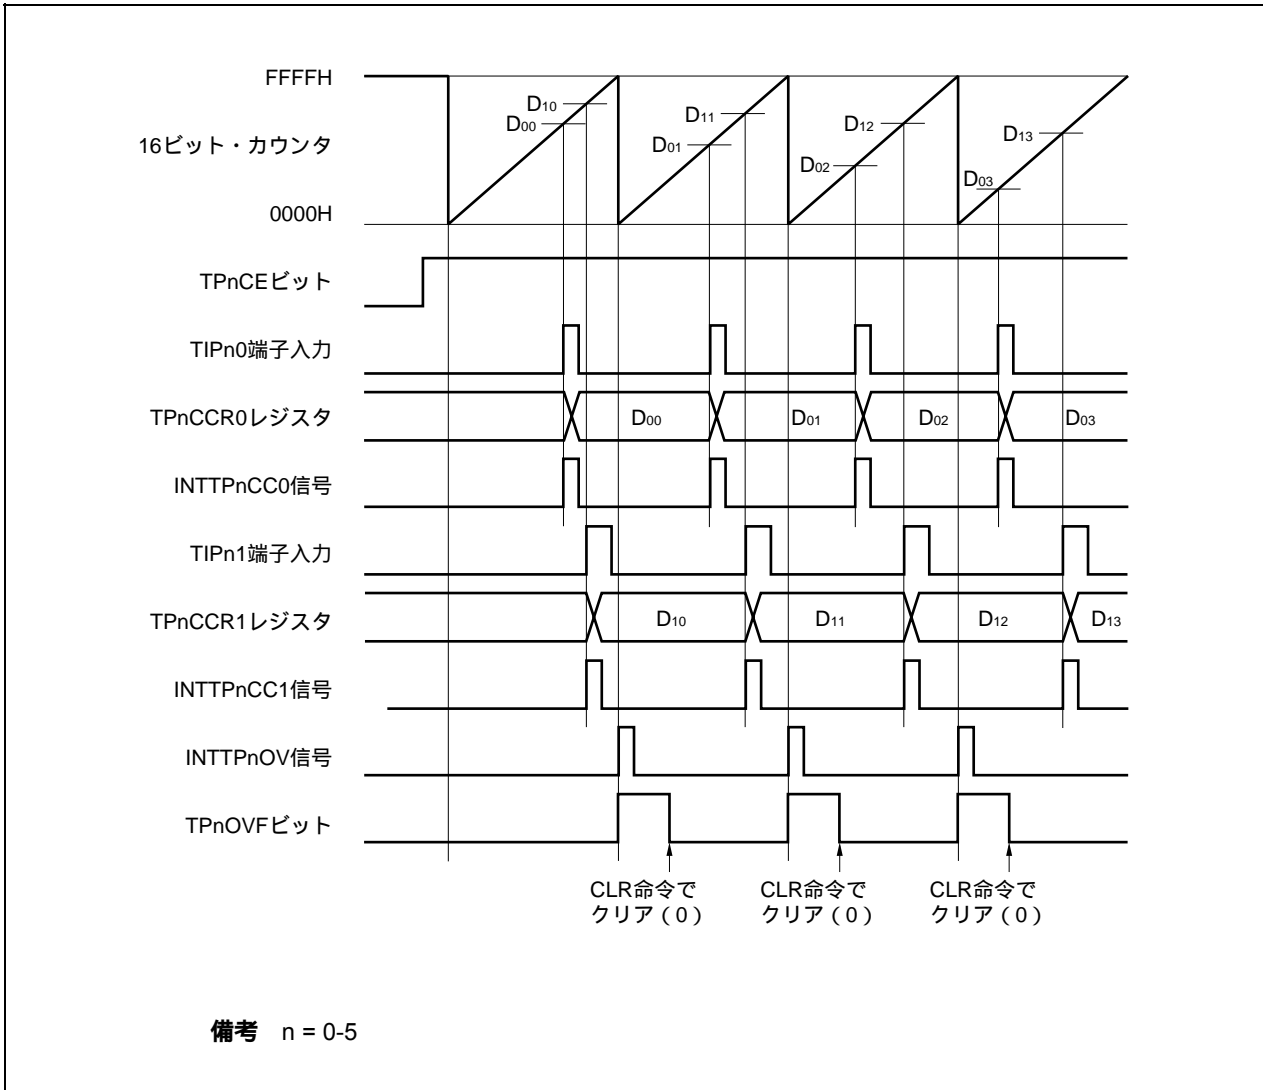 FFFFH
D10
D00
D11
D01
D12
D02
D13
D03
16ビット・カウンタ
0000H
TPnCEビット
TIPn0端子入力
TPnCCR0レジスタ
D00
D01
D02
D03
INTTPnCC0信号
TIPn1端子入力
TPnCCR1レジスタ
D10
D11
D12
D13
INTTPnCC1信号
INTTPnOV信号
TPnOVFビット
CLR命令で
クリア(0)
CLR命令で
クリア(0)
CLR命令で
クリア(0)
備考 n = 0-5